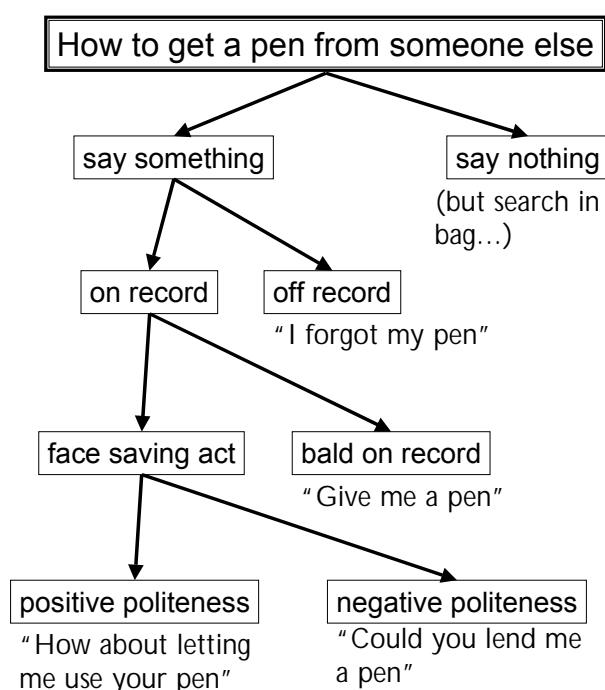 How to get a pen from someone else
say something
say nothing
(but search in
bag…)
on record
off record
"I forgot my pen"
face saving act
bald on record
"Give me a pen"
positive politeness
negative politeness
"How about letting
me use your pen"
"Could you lend me
a pen"